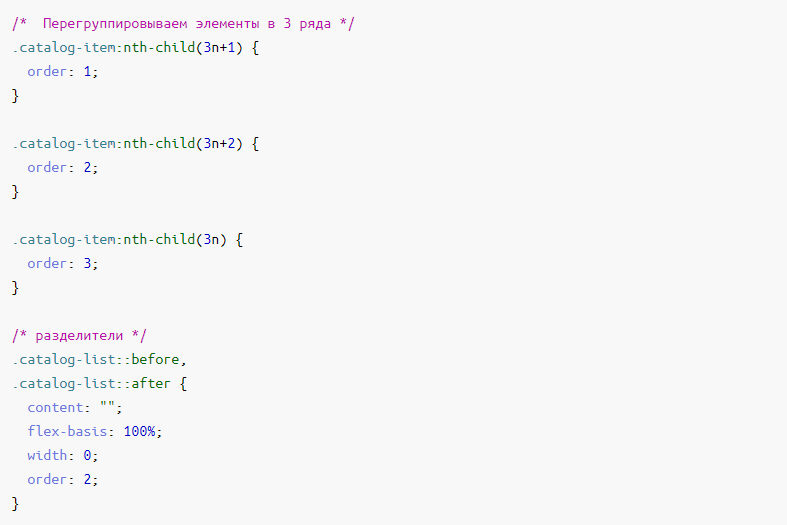 /*  Перегруппировываем элементы в 3 ряда */
.catalog-item:nth-child(3n+1) {
  order: 1;
}

.catalog-item:nth-child(3n+2) {
  order: 2;
}

.catalog-item:nth-child(3n) {
  order: 3;
}

/* разделители */
.catalog-list::before,
.catalog-list::after {
  content: "";
  flex-basis: 100%;
  width: 0;
  order: 2;
}